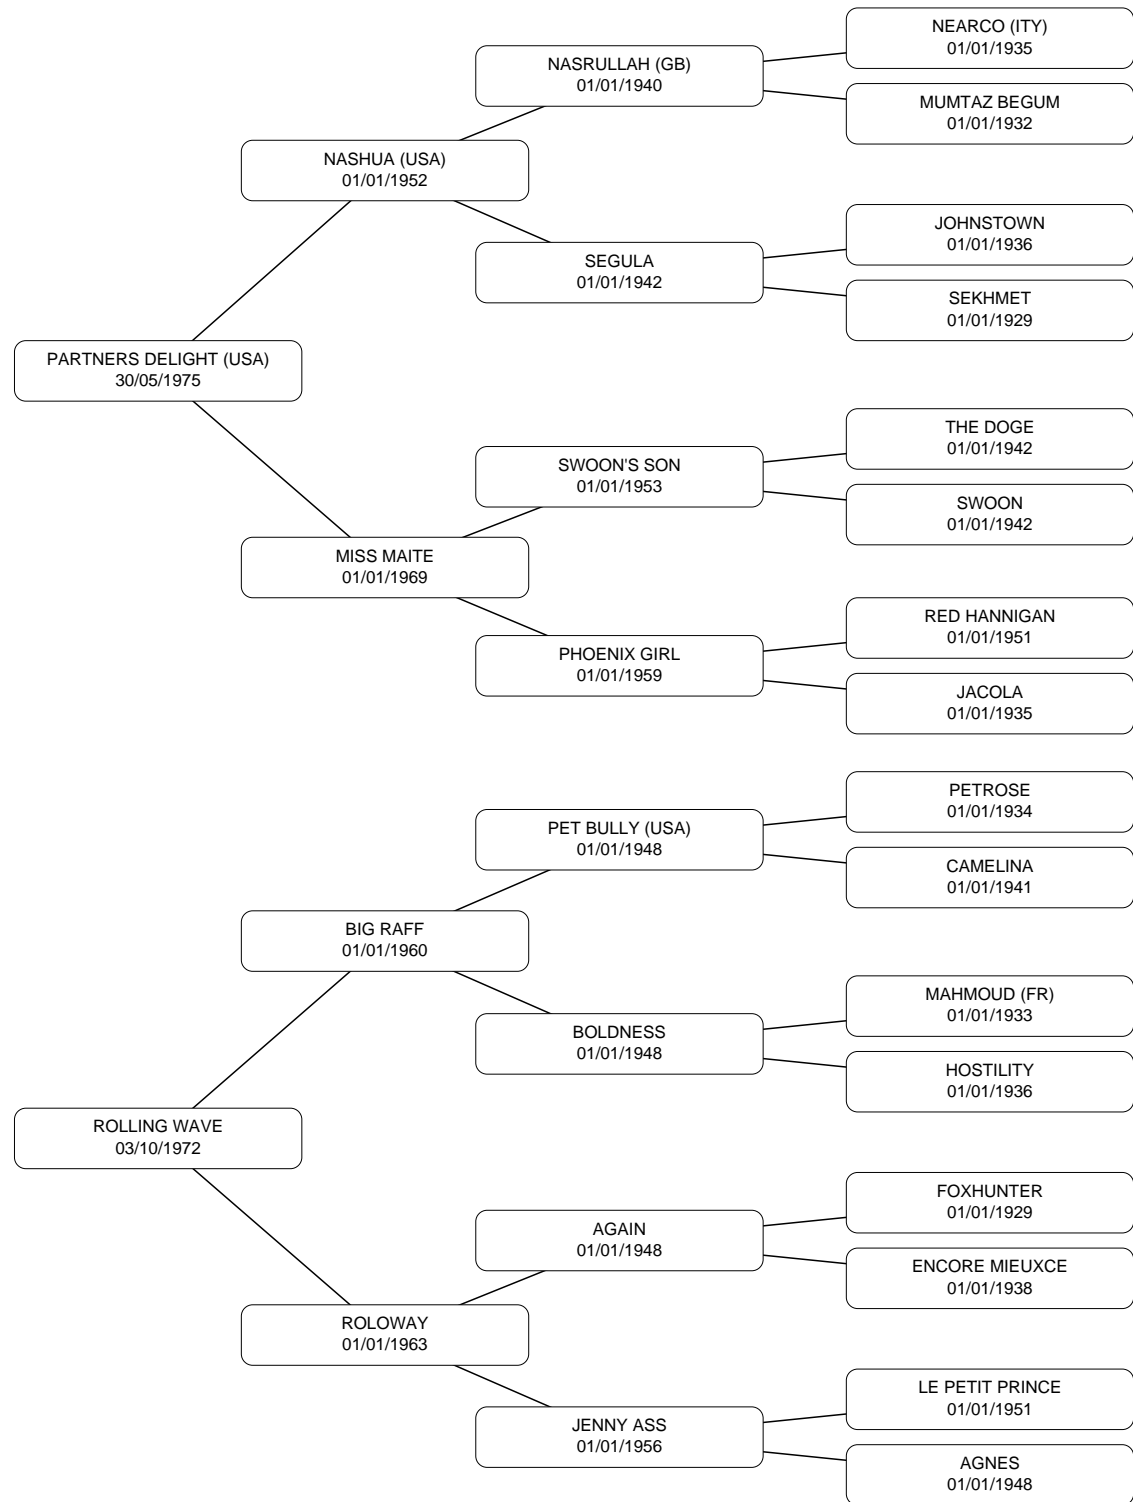 NEARCO (ITY)
01/01/1935
NASRULLAH (GB)
01/01/1940
MUMTAZ BEGUM
01/01/1932
NASHUA (USA)
01/01/1952
JOHNSTOWN
01/01/1936
SEGULA
01/01/1942
SEKHMET
01/01/1929
PARTNERS DELIGHT (USA)
30/05/1975
THE DOGE
01/01/1942
SWOON'S SON
01/01/1953
SWOON
01/01/1942
MISS MAITE
01/01/1969
RED HANNIGAN
01/01/1951
PHOENIX GIRL
01/01/1959
JACOLA
01/01/1935
PETROSE
01/01/1934
PET BULLY (USA)
01/01/1948
CAMELINA
01/01/1941
BIG RAFF
01/01/1960
MAHMOUD (FR)
01/01/1933
BOLDNESS
01/01/1948
HOSTILITY
01/01/1936
ROLLING WAVE
03/10/1972
FOXHUNTER
01/01/1929
AGAIN
01/01/1948
ENCORE MIEUXCE
01/01/1938
ROLOWAY
01/01/1963
LE PETIT PRINCE
01/01/1951
JENNY ASS
01/01/1956
AGNES
01/01/1948